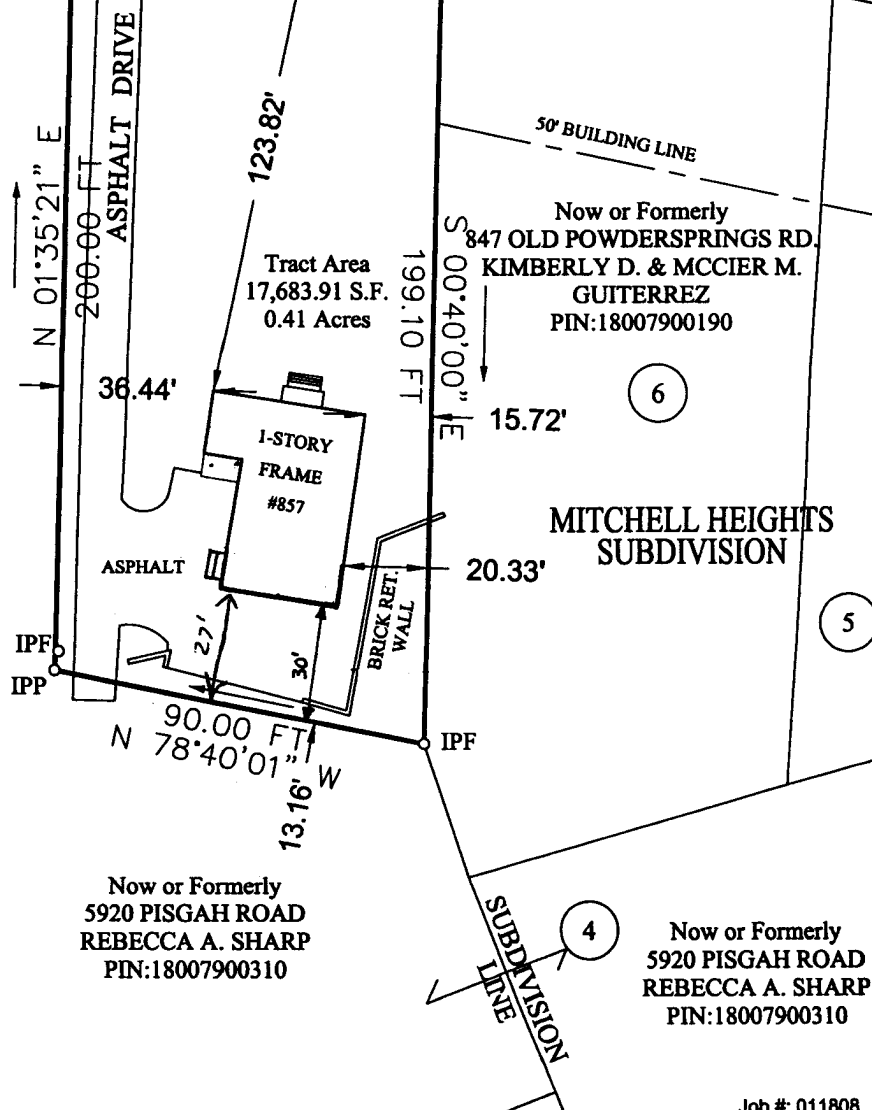 ASPHALT DRIVE
N 01°35'21" E
200.00 FT
123.82'
50' BUILDING LINE
Now or Formerly
847 OLD POWDERSPRINGS RD.
KIMBERLY D. & MCCIER M.
GUITERREZ
PIN:18007900190
S 00°40'00" E
199.10 FT
Tract Area
17,683.91 S.F.
0.41 Acres
36.44'
15.72'
6
1-STORY
FRAME
#857
MITCHELL HEIGHTS
SUBDIVISION
ASPHALT
20.33'
BRICK RET.
WALL
5
27'
30'
IPF
IPP
IPF
90.00 FT
N 78°40'01" W
13.16'
Now or Formerly
5920 PISGAH ROAD
REBECCA A. SHARP
PIN:18007900310
SUBDIVISION
LINE
4
Now or Formerly
5920 PISGAH ROAD
REBECCA A. SHARP
PIN:18007900310
Job #: 011808